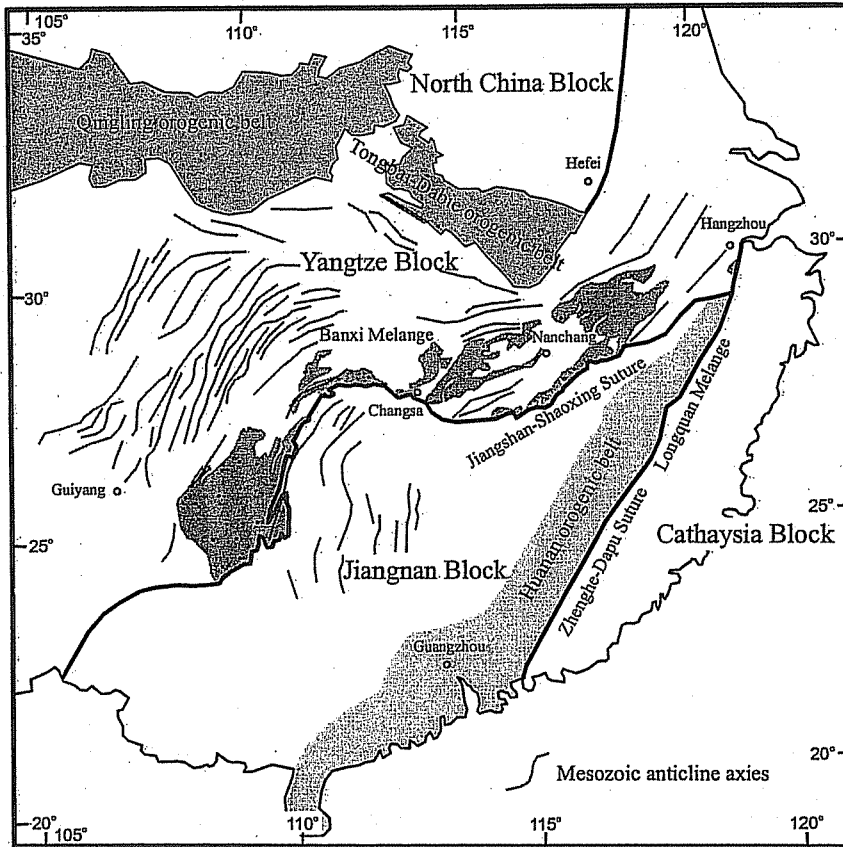 105° 110° 115° 120°
35°
North China Block
Qingling orogenic belt
Tongbai-Dabie orogenic belt
Hefei
Hangzhou
30°
Yangtze Block
30°
Banxi Melange
Nanchang
Changsa
Jiangshan-Shaoxing Suture
Longquan Melange
Guiyang
Huanan orogenic belt
Zhenghe-Dapu Suture
25°
25°
Cathaysia Block
Jiangnan Block
Guangzhou
20°
Mesozoic anticline axies
20° 105° 110° 115° 120°